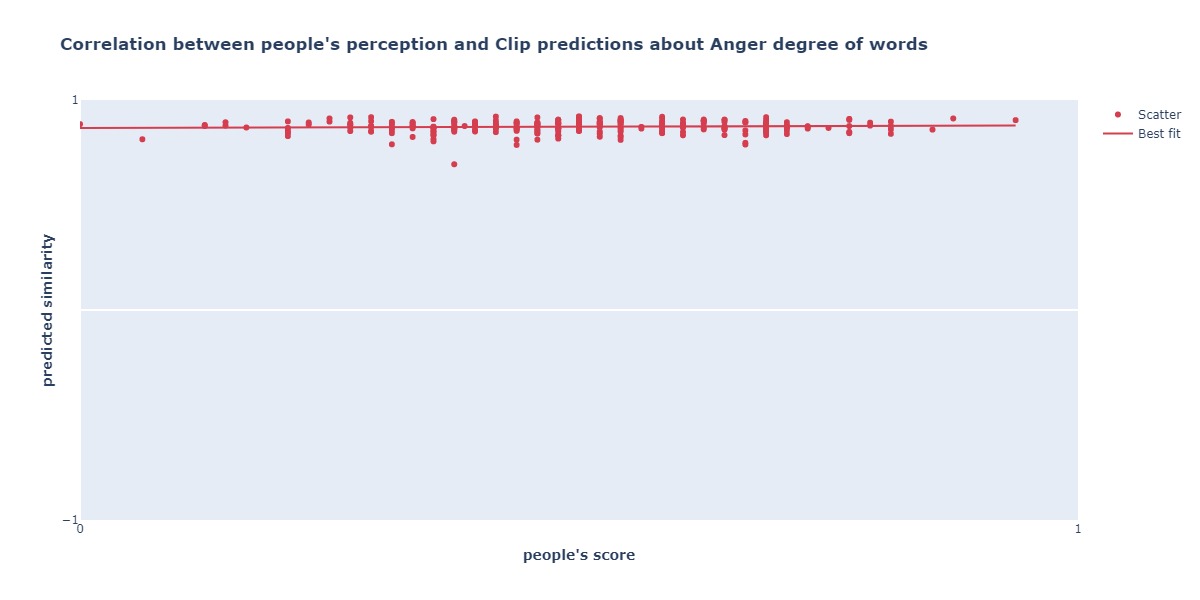 Correlation between people's perception and Clip predictions about Anger degree of words
1
Scatter
Best fit
predicted similarity
−1
0
1
people's score